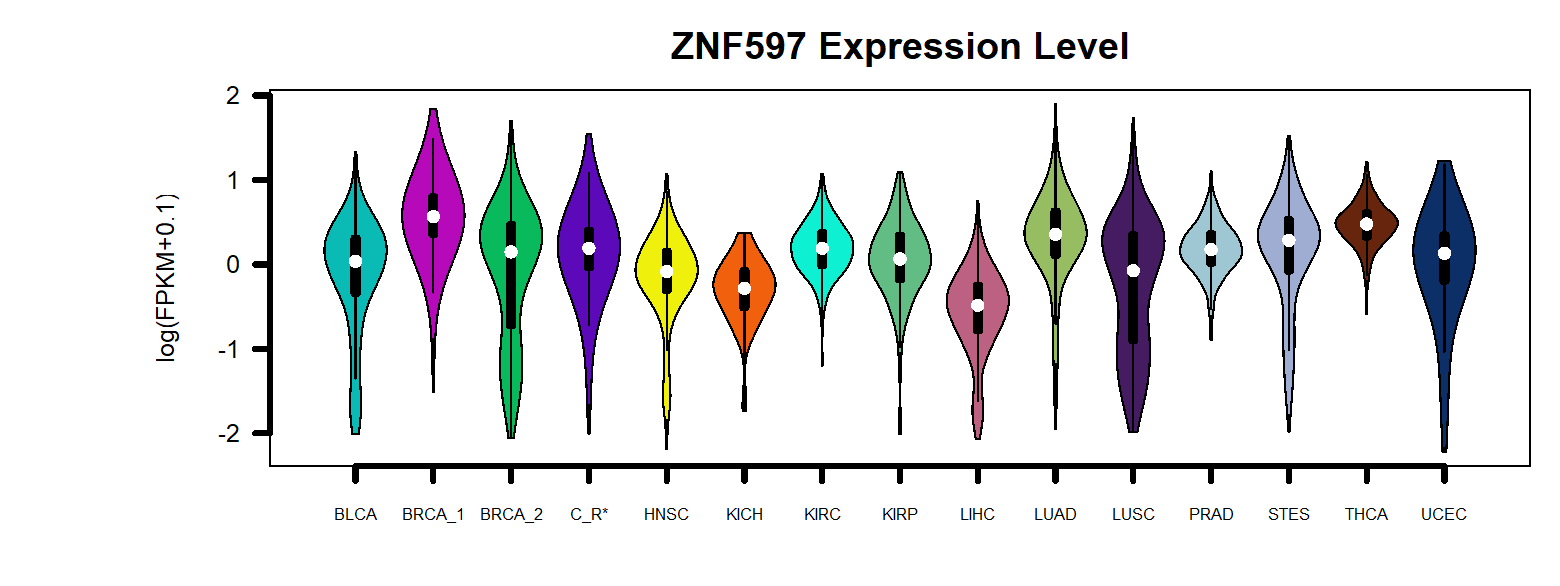 ZNF597 Expression Level
log(FPKM+0.1)
2
1
0
-1
-2
BLCA BRCA_1 BRCA_2 C_R* HNSC KICH KIRC KIRP LIHC LUAD LUSC PRAD STES THCA UCEC